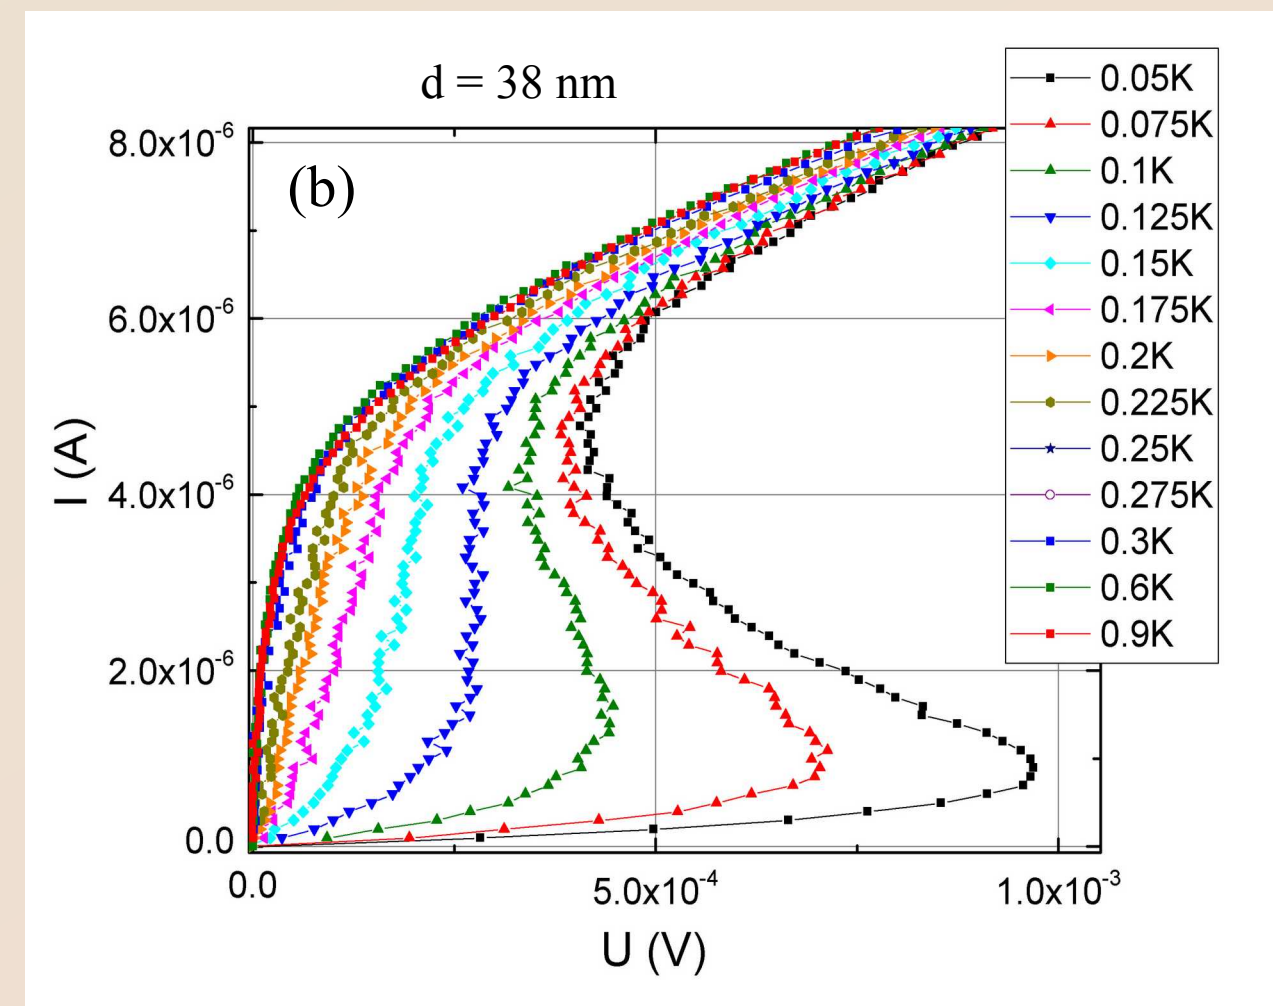 d = 38 nm
(b)
8.0x10⁻⁶
6.0x10⁻⁶
4.0x10⁻⁶
2.0x10⁻⁶
0.0
I (A)
0.0
5.0x10⁻⁴
1.0x10⁻³
U (V)
0.05K
0.075K
0.1K
0.125K
0.15K
0.175K
0.2K
0.225K
0.25K
0.275K
0.3K
0.6K
0.9K